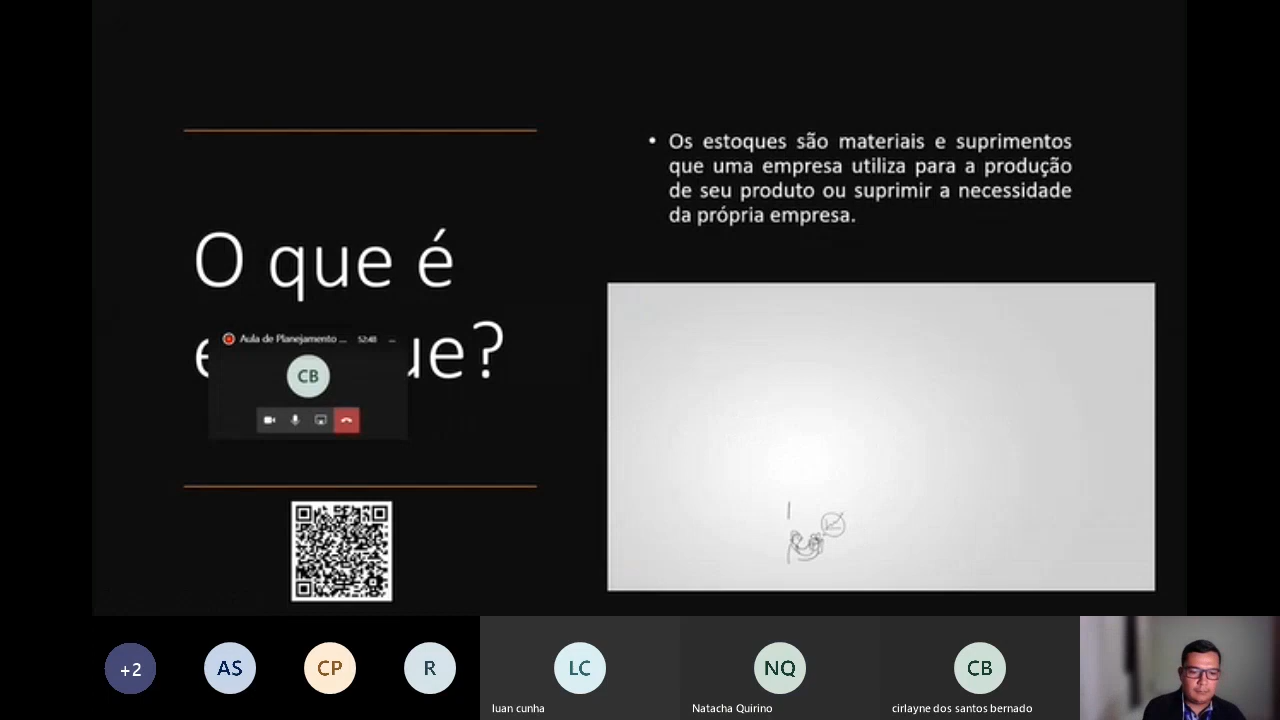 Os estoques são materiais e suprimentos
que uma empresa utiliza para a produção
de seu produto ou suprimir a necessidade
da própria empresa.
O que é
e ue?
Aula de Planejamento ... 52:48 ...
CB
+2
AS
CP
R
LC
NQ
CB
luan cunha
Natacha Quirino
cirlayne dos santos bernado